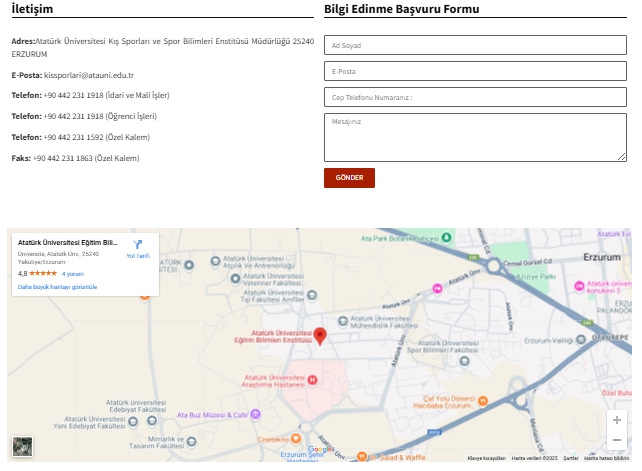 İletişim
Adres:Atatürk Üniversitesi Kış Sporları ve Spor Bilimleri Enstitüsü Müdürlüğü 25240
ERZURUM
E-Posta: kissporlari@atauni.edu.tr
Telefon: +90 442 231 1918 (İdari ve Mali İşler)
Telefon: +90 442 231 1918 (Öğrenci İşleri)
Telefon: +90 442 231 1592 (Özel Kalem)
Faks: +90 442 231 1863 (Özel Kalem)
Bilgi Edinme Başvuru Formu
Ad Soyad
E-Posta
Cep Telefonu Numaranız :
Mesajınız
GÖNDER
Atatürk Üniversitesi Eğitim Bili...
Üniversite, Atatürk Ünv., 25240
Yakutiye/Erzurum
4,8
4 yorum
Daha büyük haritayı görüntüle
Yol Tarifi
Ata Park Botanik Bahçesi
Cemal Gürsel Cd
Erzurum
Atatürk Üniversitesi
Atçılık Ve Antrenörlüğü
Atatürk Üniversitesi
Veteriner Fakültesi
Atatürk Üniversitesi
Tıp Fakültesi Amfiler
Atatürk Üniversitesi
Mühendislik Fakültesi
Atatürk Üniversitesi
Eğitim Bilimleri Enstitüsü
Atatürk Üniversitesi
Araştırma Hastanesi
Atatürk Üniversitesi
Spor Bilimleri Fakültesi
Erzurum Valiliği
Atatürk Üniversitesi
Edebiyat Fakültesi
Atatürk Üniversitesi
Yeni Edebiyat Fakültesi
Ata Buz Müzesi & Cafe
Mimarlık ve
Tasarım Fakültesi
Cinetekno
Erzurum Şehir
Hastanesi
Çat Yolu Dönerci
Hacıbaba Erzurum
Salad & Waffle
Google
Klavye kısayolları
Harita verileri ©2025
Şartlar
Harita hatası bildirin